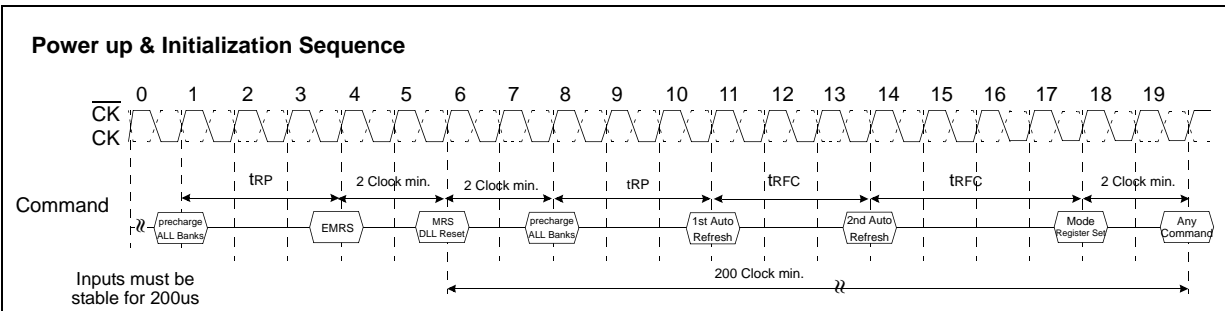 Power up & Initialization Sequence
0 1 2 3 4 5 6 7 8 9 10 11 12 13 14 15 16 17 18 19
CK
CK
tRP
2 Clock min.
2 Clock min.
tRP
tRFC
tRFC
2 Clock min.
Command
precharge
ALL Banks
EMRS
MRS
DLL Reset
precharge
ALL Banks
1st Auto
Refresh
2nd Auto
Refresh
Mode
Register Set
Any
Command
200 Clock min.
Inputs must be
stable for 200us